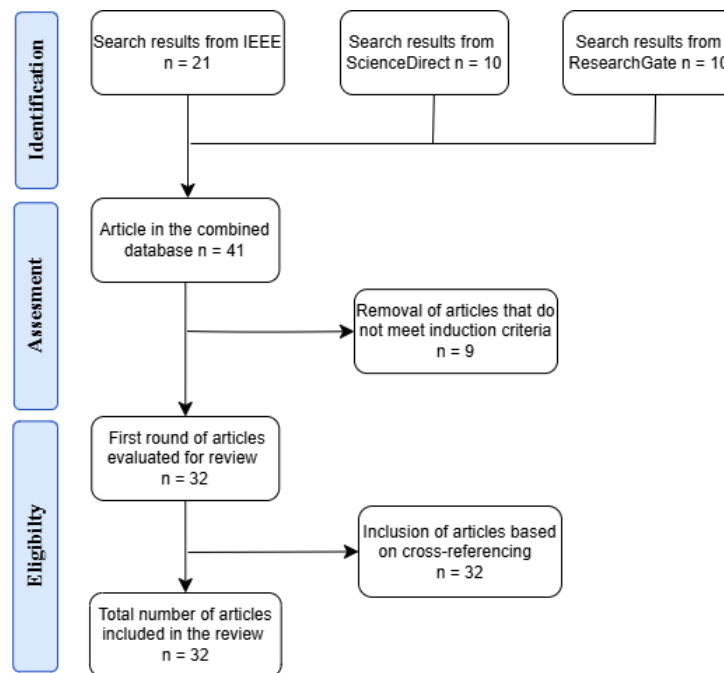 Identification
Search results from IEEE
n = 21
Search results from
ScienceDirect n = 10
Search results from
ResearchGate n = 10
Assesment
Article in the combined
database n = 41
Removal of articles that do
not meet induction criteria
n = 9
Eligibilty
First round of articles
evaluated for review
n = 32
Inclusion of articles based
on cross-referencing
n = 32
Total number of articles
included in the review
n = 32